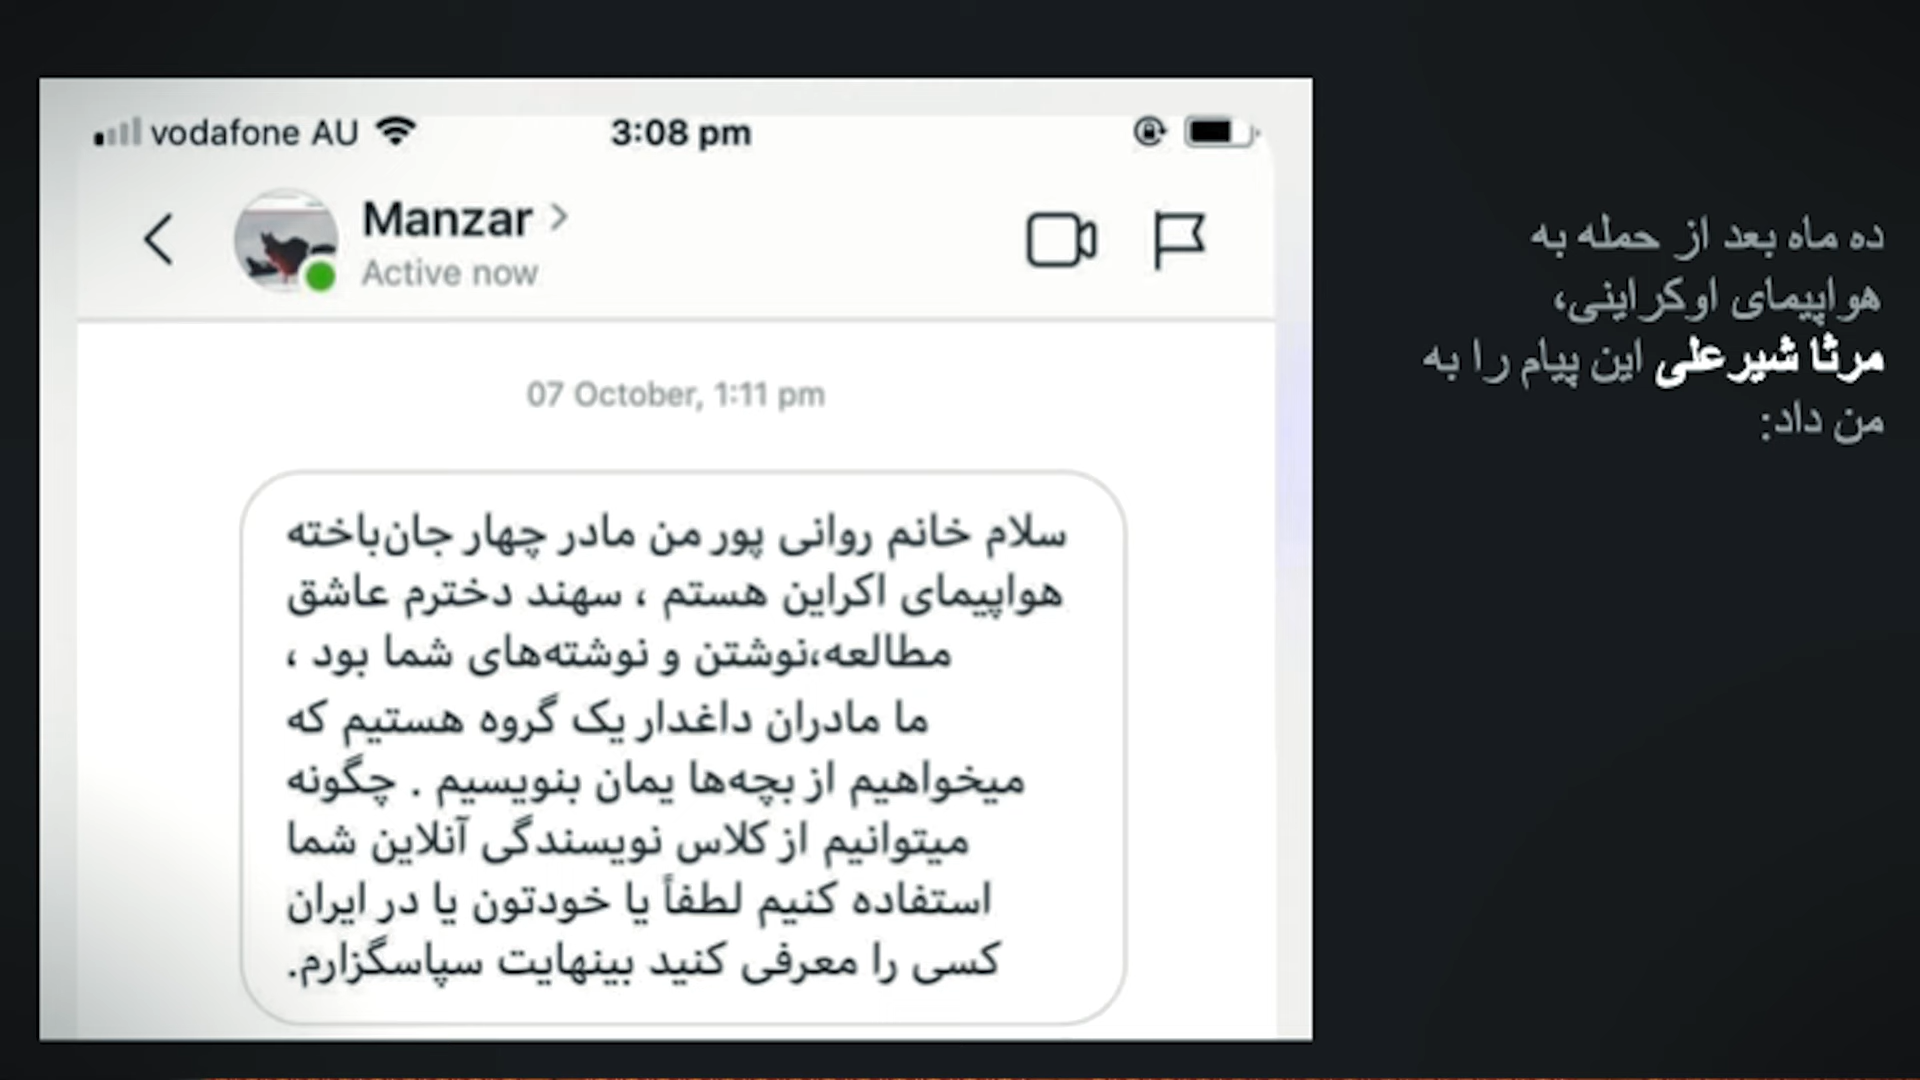 vodafone AU
3:08 pm
Manzar
Active now
07 October, 1:11 pm
سلام خانم روانی پور من مادر چهار جان‌باخته
هواپیمای اکراین هستم ، سهند دخترم عاشق
مطالعه،نوشتن و نوشته‌های شما بود ،
ما مادران داغدار یک گروه هستیم که
میخواهیم از بچه‌ها یمان بنویسیم . چگونه
میتوانیم از کلاس نویسندگی آنلاین شما
استفاده کنیم لطفاً یا خودتون یا در ایران
کسی را معرفی کنید بینهایت سپاسگزارم.
ده ماه بعد از حمله به
هواپیمای اوکراینی،
مرثا شیرعلی این پیام را به
من داد: